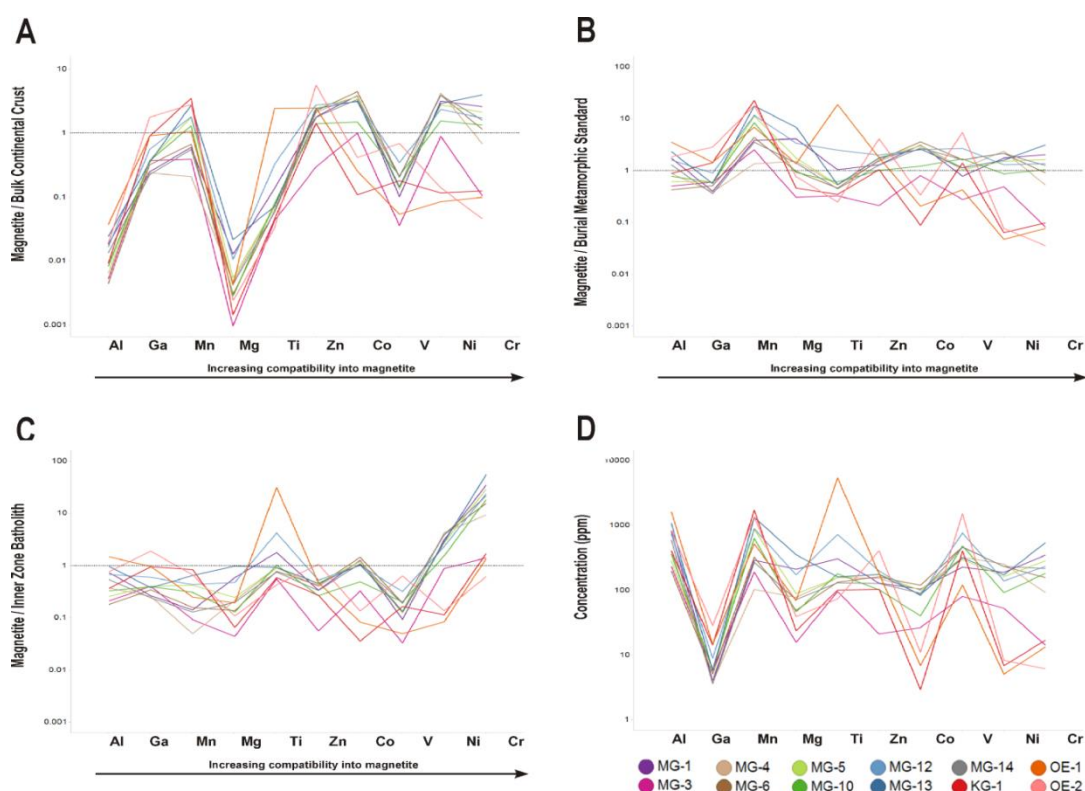 A
Magnetite / Bulk Continental Crust
10
1
0.1
0.01
0.001
Al Ga Mn Mg Ti Zn Co V Ni Cr
Increasing compatibility into magnetite
B
Magnetite / Burial Metamorphic Standard
100
10
1
0.1
0.01
0.001
Al Ga Mn Mg Ti Zn Co V Ni Cr
Increasing compatibility into magnetite
C
Magnetite / Inner Zone Batholith
100
10
1
0.1
0.01
0.001
Al Ga Mn Mg Ti Zn Co V Ni Cr
Increasing compatibility into magnetite
D
Concentration (ppm)
10000
1000
100
10
1
Al Ga Mn Mg Ti Zn Co V Ni Cr
MG-1 MG-4 MG-5 MG-12 MG-14 OE-1
MG-3 MG-6 MG-10 MG-13 KG-1 OE-2